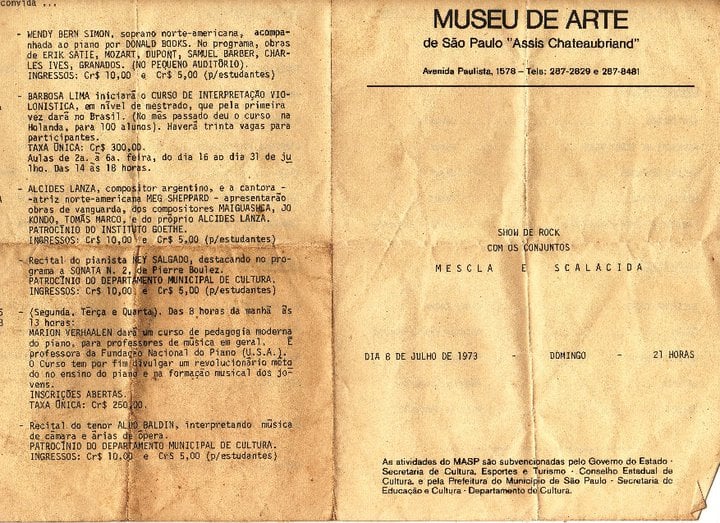 convida ...
- WENDY BERN SIMON, soprano norte-americana, acompa-
nhada ao piano por DONALD BOOKS. No programa, obras
de ERIK SATIE, MOZART, DUPONT, SAMUEL BARBER, CHAR-
LES IVES, GRANADOS. (NO PEQUENO AUDITÓRIO).
INGRESSOS: Cr$ 10,00 e Cr$ 5,00 (p/estudantes)
- BARBOSA LIMA iniciará o CURSO DE INTERPRETAÇÃO VIO-
LONISTICA, em nível de mestrado, que pela primeira
vez dará no Brasil. (No mês passado deu o curso na
Holanda, para 100 alunos). Haverá trinta vagas para
participantes.
TAXA ÚNICA: Cr$ 300,00.
Aulas de 2a. a 6a. feira, do dia 16 ao dia 31 de ju
lho. Das 14 às 18 horas.
- ALCIDES LANZA, compositor argentino, e a cantora -
-atriz norte-americana MEG SHEPPARD - apresentarão
obras de vanguarda, dos compositores MAIGUASHCA, JO
KONDO, TOMÁS MARCO, e do próprio ALCIDES LANZA.
PATROCÍNIO DO INSTITUTO GOETHE.
INGRESSOS: Cr$ 10,00 e Cr$ 5,00 (p/estudantes)
- Recital do pianista NEY SALGADO, destacando no pro-
grama a SONATA N. 2, de Pierre Boulez.
PATROCÍNIO DO DEPARTAMENTO MUNICIPAL DE CULTURA.
INGRESSOS: Cr$ 10,00 e Cr$ 5,00 (p/estudantes)
- (Segunda, Terça e Quarta). Das 8 horas da manhã às
13 horas:
MARION VERHAALEN dará um curso de pedagogia moderna
do piano, para professores de música em geral. É
professora da Fundação Nacional do Piano (U.S.A.).
O Curso tem por fim divulgar um revolucionário méto
do no ensino do piano e na formação musical dos jo-
vens.
INSCRIÇÕES ABERTAS.
TAXA ÚNICA: Cr$ 250,00.
- Recital do tenor ALDO BALDIN, interpretando música
de câmara e árias de ópera.
PATROCÍNIO DO DEPARTAMENTO MUNICIPAL DE CULTURA.
INGRESSOS: Cr$ 10,00 e Cr$ 5,00 (p/estudantes)
MUSEU DE ARTE
de São Paulo "Assis Chateaubriand"
Avenida Paulista, 1578 - Tels: 287-2829 e 287-8481
SHOW DE ROCK
COM OS CONJUNTOS
MESCLA E SCALACIDA
DIA 8 DE JULHO DE 1973 - DOMINGO - 21 HORAS
As atividades do MASP são subvencionadas pelo Governo do Estado -
Secretaria de Cultura, Esportes e Turismo - Conselho Estadual de
Cultura, e pela Prefeitura do Município de São Paulo - Secretaria de
Educação e Cultura - Departamento de Cultura.